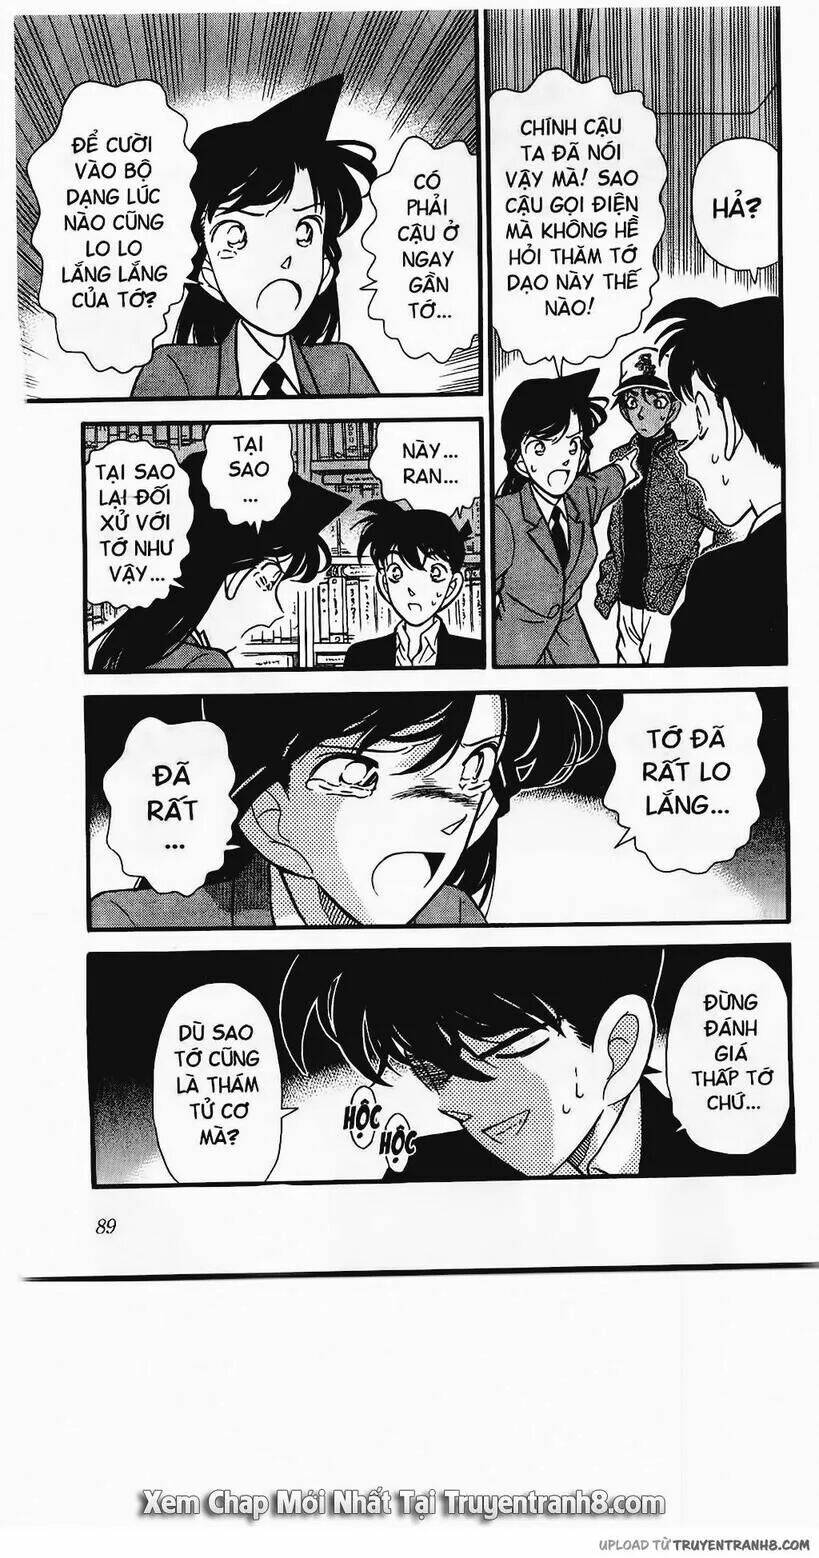 HẢ?
CHÍNH CẬU
TA ĐÃ NÓI
VẬY MÀ! SAO
CẬU GỌI ĐIỆN
MÀ KHÔNG HỀ
HỎI THĂM TỚ
DẠO NÀY THẾ
NÀO!
CÓ
PHẢI
CẬU Ở
NGAY
GẦN
TỚ...
ĐỂ CƯỜI
VÀO BỘ
DẠNG LÚC
NÀO CŨNG
LO LO
LẮNG LẮNG
CỦA TỚ?
NÀY...
RAN...
TẠI
SAO
...
TẠI SAO
LẠI ĐỐI
XỬ VỚI
TỚ NHƯ
VẬY...
TỚ ĐÃ
RẤT LO
LẮNG...
ĐÃ
RẤT
...
ĐỪNG
ĐÁNH
GIÁ
THẤP TỚ
CHỨ...
HỘC
HỘC
DÙ SAO
TỚ CŨNG
LÀ THÁM
TỬ CƠ
MÀ?
89
Xem Chap Mới Nhất Tại Truyentranh8.com
UPLOAD TỪ TRUYENTRANH8.COM